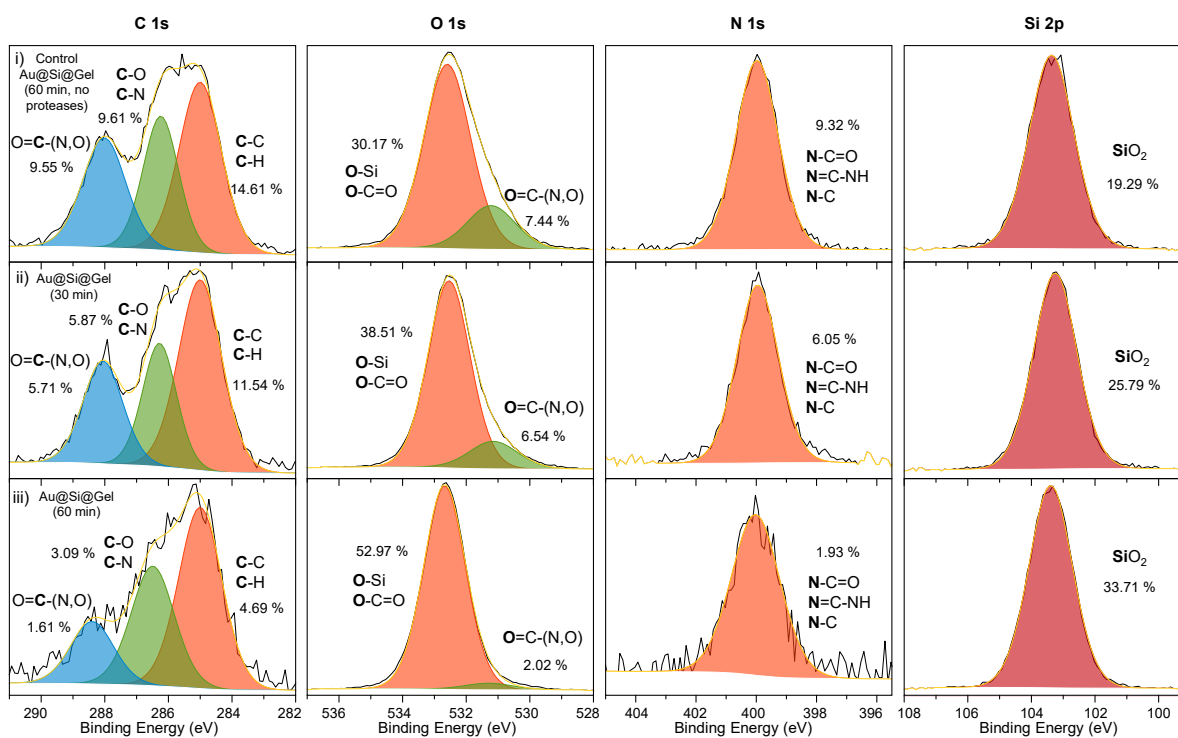 C 1s
O 1s
N 1s
Si 2p
i)
Control
Au@Si@Gel
(60 min, no
proteases)
C-O
C-N
9.61 %
O=C-(N,O)
9.55 %
C-C
C-H
14.61 %
30.17 %
O-Si
O-C=O
O=C-(N,O)
7.44 %
9.32 %
N-C=O
N=C-NH
N-C
SiO₂
19.29 %
ii) Au@Si@Gel
(30 min)
5.87 %
C-O
C-N
O=C-(N,O)
5.71 %
C-C
C-H
11.54 %
38.51 %
O-Si
O-C=O
O=C-(N,O)
6.54 %
6.05 %
N-C=O
N=C-NH
N-C
SiO₂
25.79 %
iii) Au@Si@Gel
(60 min)
3.09 %
C-O
C-N
O=C-(N,O)
1.61 %
C-C
C-H
4.69 %
52.97 %
O-Si
O-C=O
O=C-(N,O)
2.02 %
1.93 %
N-C=O
N=C-NH
N-C
SiO₂
33.71 %
290 288 286 284 282
536 534 532 530 528
404 402 400 398 396
108 106 104 102 100
Binding Energy (eV)
Binding Energy (eV)
Binding Energy (eV)
Binding Energy (eV)